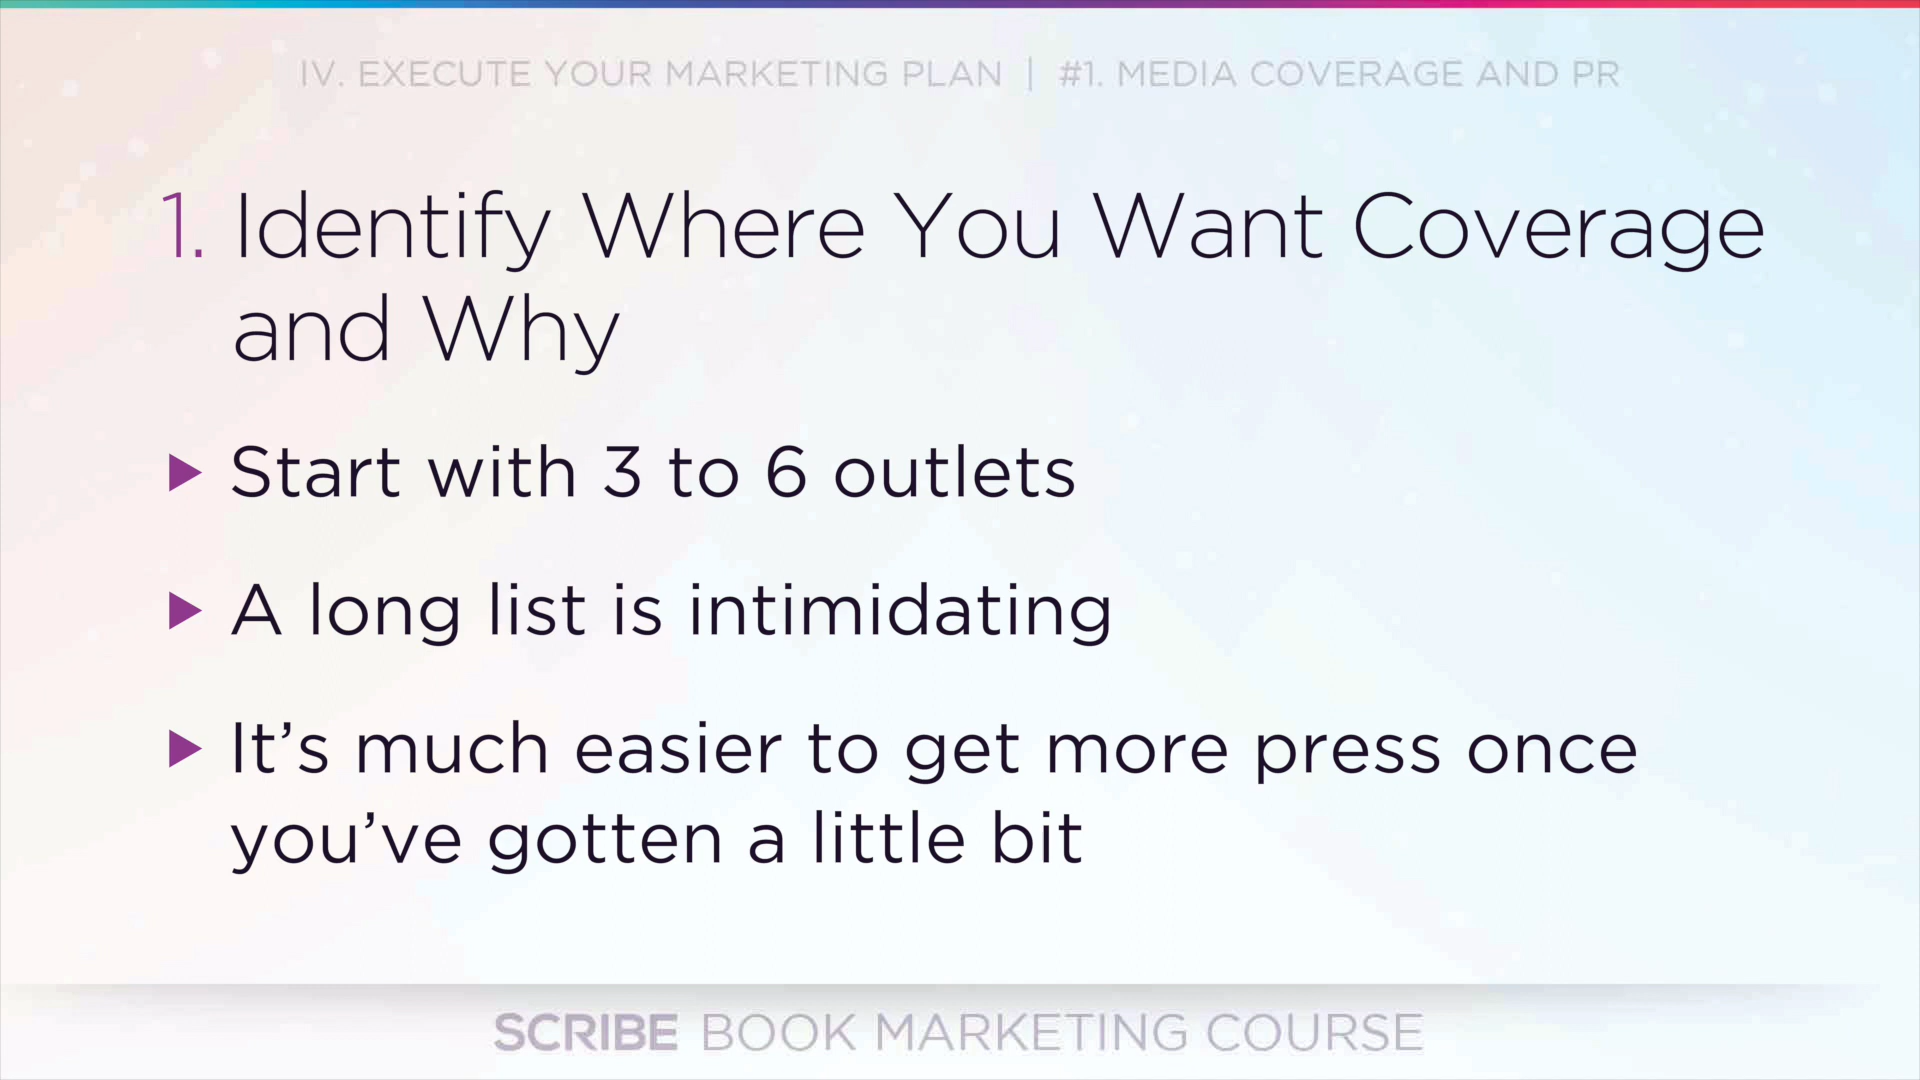 IV. EXECUTE YOUR MARKETING PLAN | #1. MEDIA COVERAGE AND PR
1. Identify Where You Want Coverage
and Why
▶ Start with 3 to 6 outlets
▶ A long list is intimidating
▶ It’s much easier to get more press once
you’ve gotten a little bit
SCRIBE BOOK MARKETING COURSE